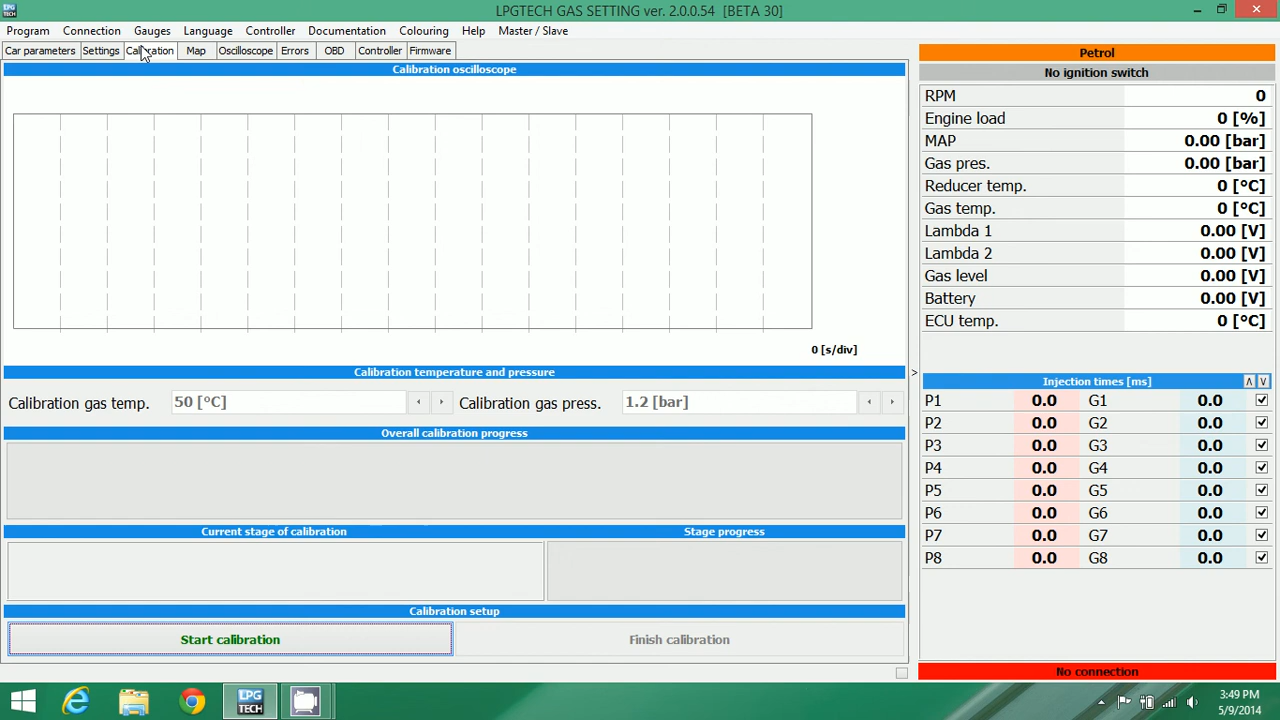 LPG
TECH
LPGTECH GAS SETTING ver. 2.0.0.54 [BETA 30]
Program Connection Gauges Language Controller Documentation Colouring Help Master / Slave
Car parameters Settings Calibration Map Oscilloscope Errors OBD Controller Firmware
Calibration oscilloscope
0 [s/div]
Calibration temperature and pressure
Calibration gas temp. 50 [°C] Calibration gas press. 1.2 [bar]
Overall calibration progress
Current stage of calibration Stage progress
Calibration setup
Start calibration Finish calibration
Petrol
No ignition switch
RPM 0
Engine load 0 [%]
MAP 0.00 [bar]
Gas pres. 0.00 [bar]
Reducer temp. 0 [°C]
Gas temp. 0 [°C]
Lambda 1 0.00 [V]
Lambda 2 0.00 [V]
Gas level 0.00 [V]
Battery 0.00 [V]
ECU temp. 0 [°C]
Injection times [ms]
P1 0.0 G1 0.0
P2 0.0 G2 0.0
P3 0.0 G3 0.0
P4 0.0 G4 0.0
P5 0.0 G5 0.0
P6 0.0 G6 0.0
P7 0.0 G7 0.0
P8 0.0 G8 0.0
No connection
LPG
TECH
3:49 PM
5/9/2014